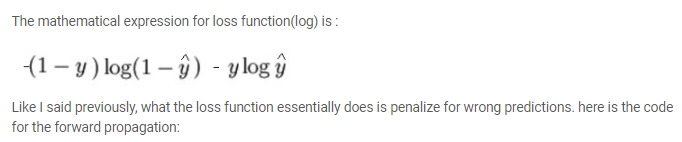 The mathematical expression for loss function(log) is :
-(1 − y ) log(1 − ŷ) - y log ŷ
Like I said previously, what the loss function essentially does is penalize for wrong predictions. here is the code
for the forward propagation: